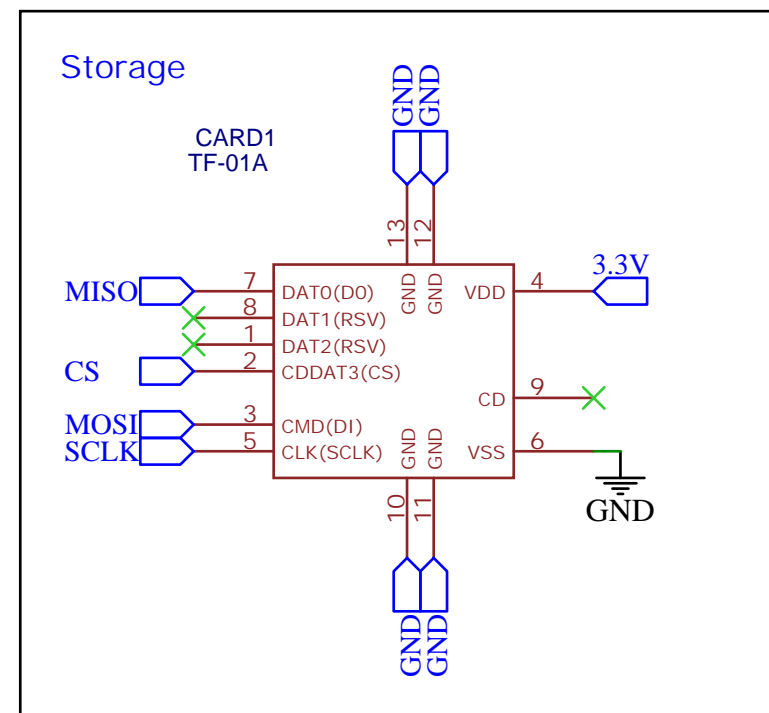 Storage
CARD1
TF-01A
GND GND
13 12
GND GND
MISO 7 DAT0(D0) VDD 4 3.3V
8 DAT1(RSV)
1 DAT2(RSV)
CS 2 CDDAT3(CS)
CD 9
MOSI 3 CMD(DI)
SCLK 5 CLK(SCLK) VSS 6
GND GND
GND
10 11
GND GND